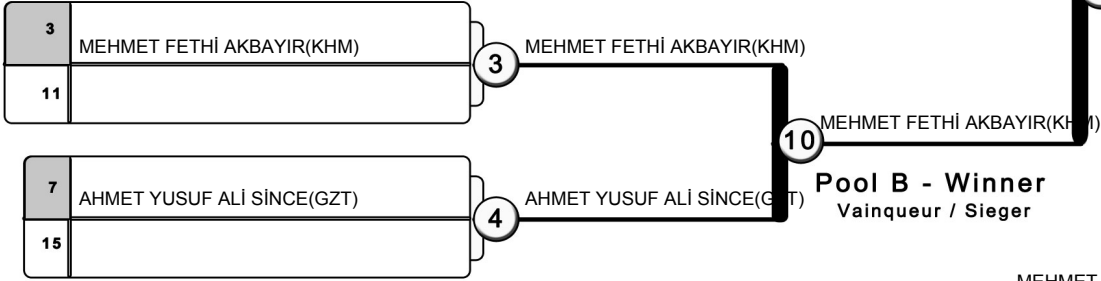 3
MEHMET FETHİ AKBAYIR(KHM)
11
3
MEHMET FETHİ AKBAYIR(KHM)
10
MEHMET FETHİ AKBAYIR(KHM)
Pool B - Winner
Vainqueur / Sieger
7
AHMET YUSUF ALİ SİNCE(GZT)
15
4
AHMET YUSUF ALİ SİNCE(GZT)
MEHMET